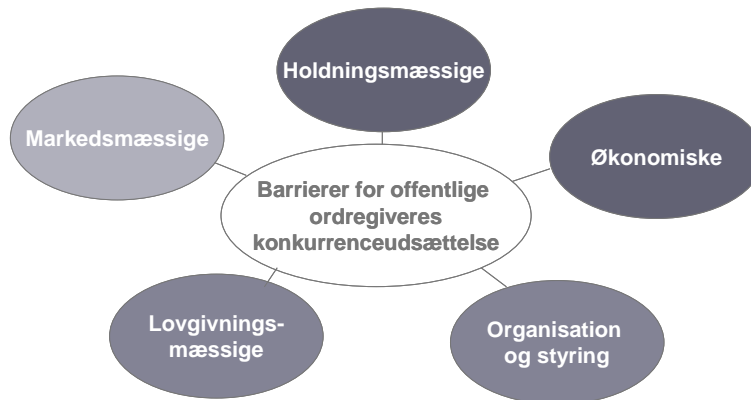 Holdningsmæssige
Markedsmæssige
Økonomiske
Barrierer for offentlige
ordregiveres
konkurrenceudsættelse
Lovgivnings-
mæssige
Organisation
og styring